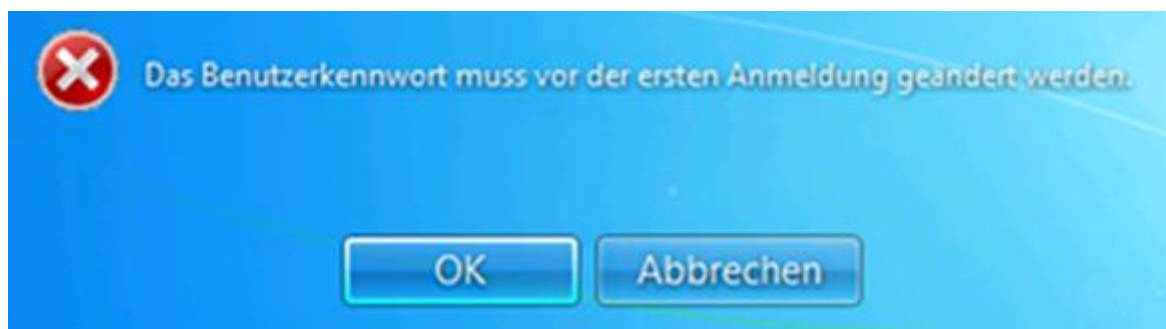 Das Benutzerkennwort muss vor der ersten Anmeldung geändert werden.
OK
Abbrechen